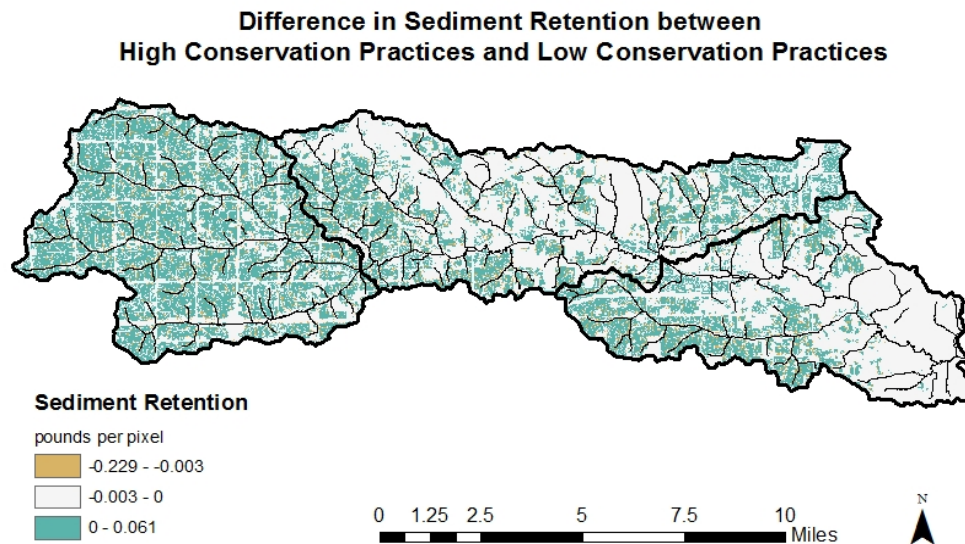 Difference in Sediment Retention between
High Conservation Practices and Low Conservation Practices
Sediment Retention
pounds per pixel
-0.229 - -0.003
-0.003 - 0
0 - 0.061
0 1.25 2.5 5 7.5 10
Miles
N